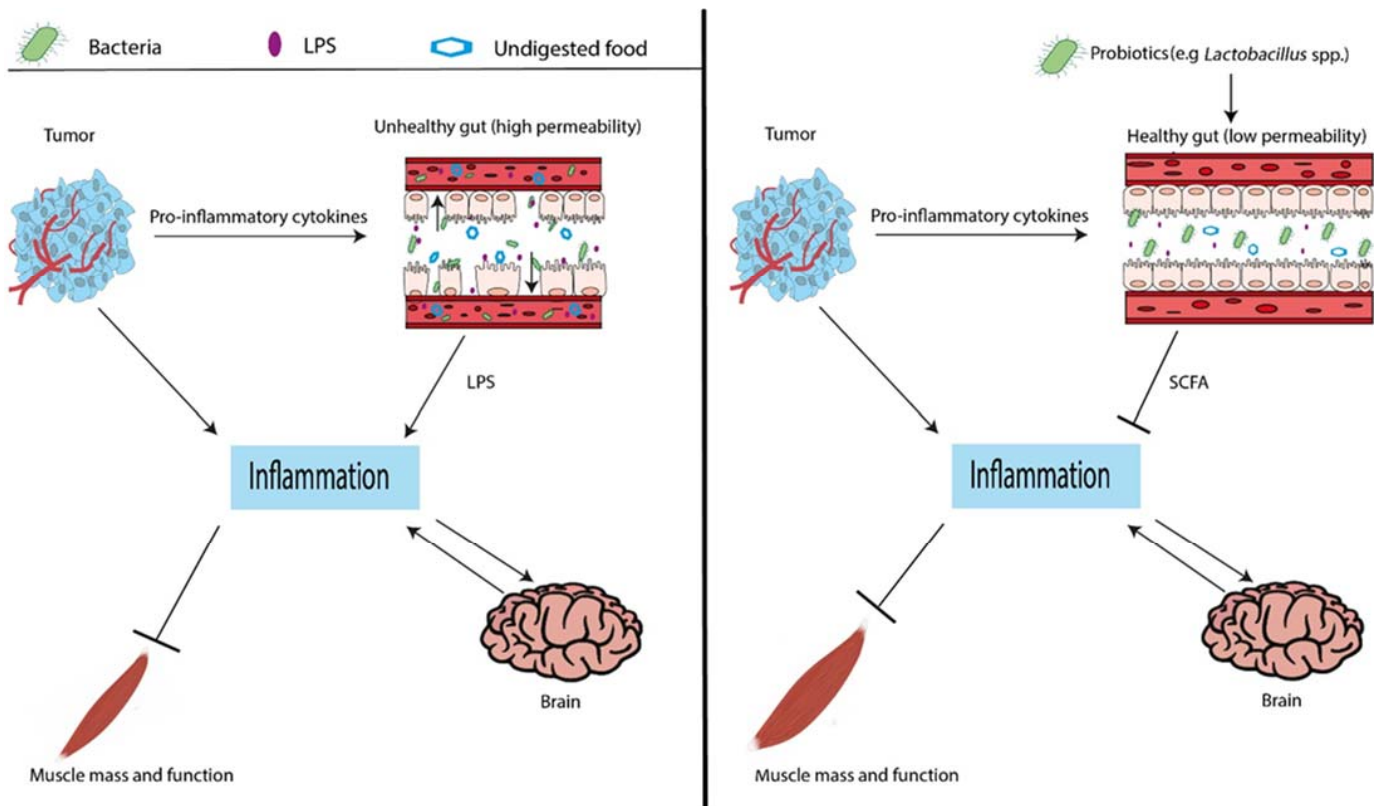 Bacteria
LPS
Undigested food
Tumor
Unhealthy gut (high permeability)
Pro-inflammatory cytokines
LPS
Inflammation
Brain
Muscle mass and function
Probiotics(e.g Lactobacillus spp.)
Tumor
Healthy gut (low permeability)
Pro-inflammatory cytokines
SCFA
Inflammation
Brain
Muscle mass and function